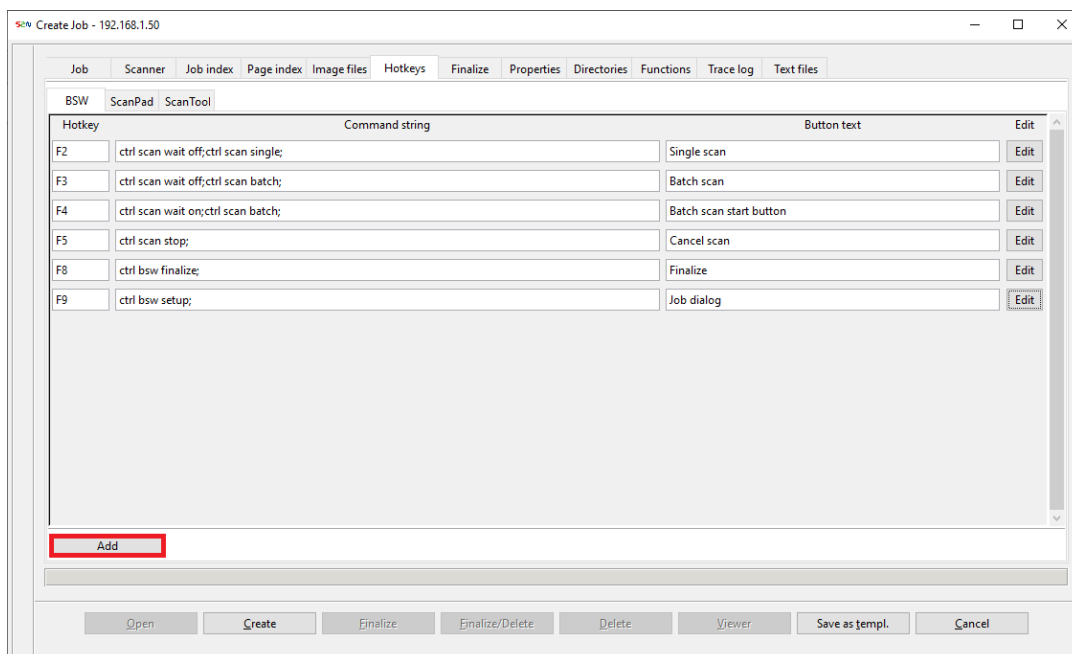 S2N Create Job - 192.168.1.50
Job Scanner Job index Page index Image files Hotkeys Finalize Properties Directories Functions Trace log Text files
BSW ScanPad ScanTool
Hotkey Command string Button text Edit
F2 ctrl scan wait off;ctrl scan single; Single scan Edit
F3 ctrl scan wait off;ctrl scan batch; Batch scan Edit
F4 ctrl scan wait on;ctrl scan batch; Batch scan start button Edit
F5 ctrl scan stop; Cancel scan Edit
F8 ctrl bsw finalize; Finalize Edit
F9 ctrl bsw setup; Job dialog Edit
Add
Open Create Finalize Finalize/Delete Delete Viewer Save as templ. Cancel